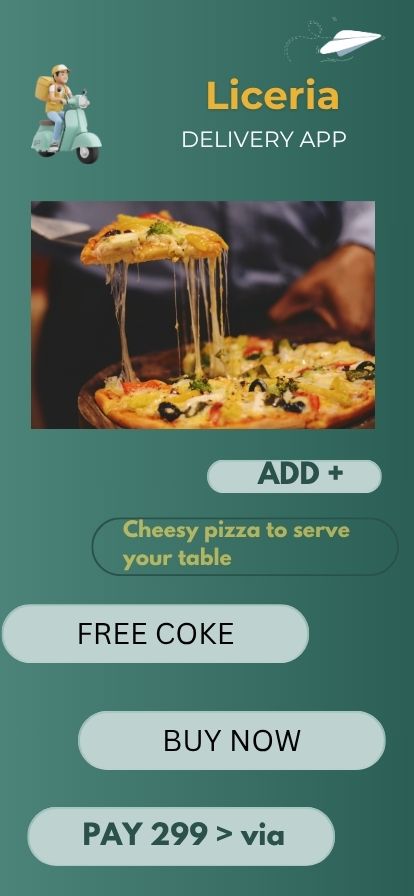 Liceria
DELIVERY APP
ADD +
Cheesy pizza to serve
your table
FREE COKE
BUY NOW
PAY 299 > via